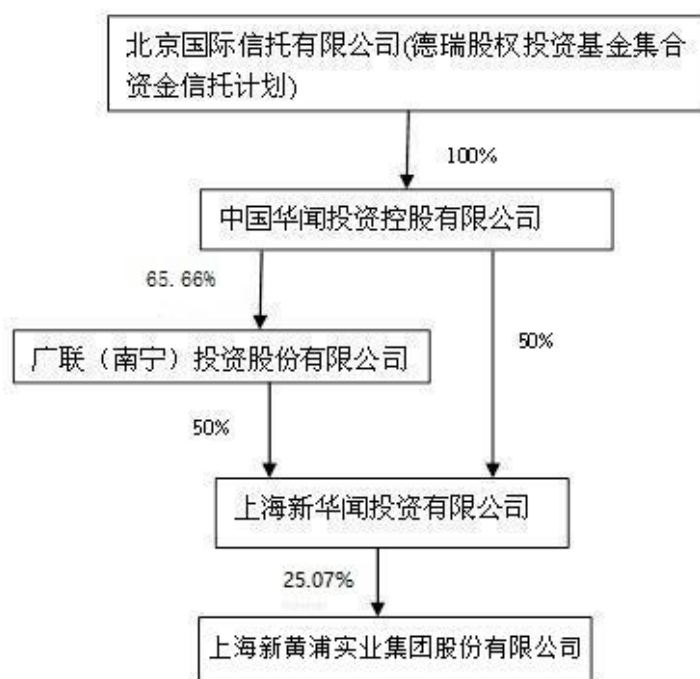 北京国际信托有限公司(德瑞股权投资基金集合
资金信托计划)
100%
中国华闻投资控股有限公司
65.66%
广联（南宁）投资股份有限公司
50%
50%
上海新华闻投资有限公司
25.07%
上海新黄浦实业集团股份有限公司